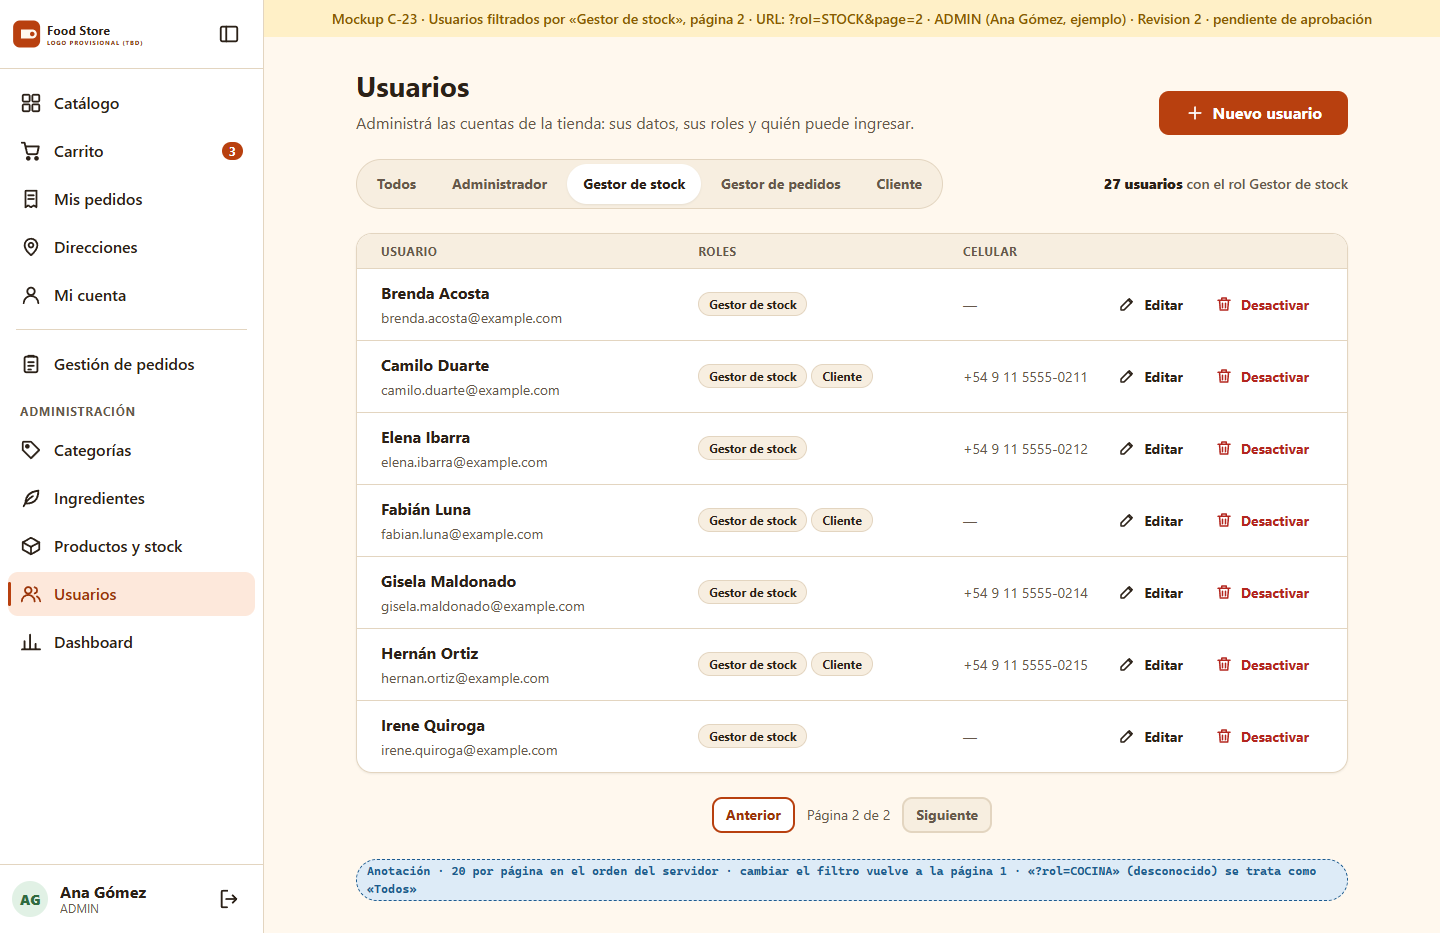 Food Store
LOGO PROVISIONAL (TBD)
Catálogo
Carrito
3
Mis pedidos
Direcciones
Mi cuenta
Gestión de pedidos
ADMINISTRACIÓN
Categorías
Ingredientes
Productos y stock
Usuarios
Dashboard
AG
Ana Gómez
ADMIN
Mockup C-23 · Usuarios filtrados por «Gestor de stock», página 2 · URL: ?rol=STOCK&page=2 · ADMIN (Ana Gómez, ejemplo) · Revision 2 · pendiente de aprobación
Usuarios
Administrá las cuentas de la tienda: sus datos, sus roles y quién puede ingresar.
Nuevo usuario
Todos Administrador Gestor de stock Gestor de pedidos Cliente
27 usuarios con el rol Gestor de stock
USUARIO ROLES CELULAR
Brenda Acosta
brenda.acosta@example.com
Gestor de stock
— Editar Desactivar
Camilo Duarte
camilo.duarte@example.com
Gestor de stock Cliente
+54 9 11 5555-0211 Editar Desactivar
Elena Ibarra
elena.ibarra@example.com
Gestor de stock
+54 9 11 5555-0212 Editar Desactivar
Fabián Luna
fabian.luna@example.com
Gestor de stock Cliente
— Editar Desactivar
Gisela Maldonado
gisela.maldonado@example.com
Gestor de stock
+54 9 11 5555-0214 Editar Desactivar
Hernán Ortiz
hernan.ortiz@example.com
Gestor de stock Cliente
+54 9 11 5555-0215 Editar Desactivar
Irene Quiroga
irene.quiroga@example.com
Gestor de stock
— Editar Desactivar
Anterior Página 2 de 2 Siguiente
Anotación · 20 por página en el orden del servidor · cambiar el filtro vuelve a la página 1 · «?rol=COCINA» (desconocido) se trata como
«Todos»